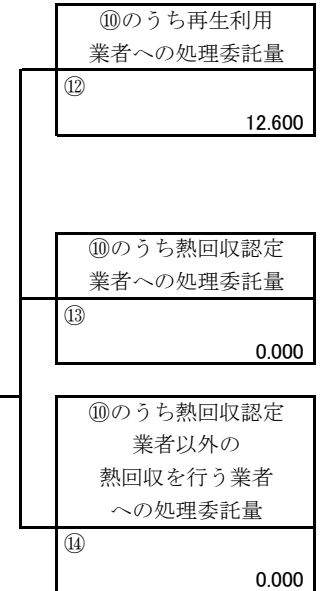 ⑩のうち再生利用
業者への処理委託量
⑫
12.600
⑩のうち熱回収認定
業者への処理委託量
⑬
0.000
⑩のうち熱回収認定
業者以外の
熱回収を行う業者
への処理委託量
⑭
0.000